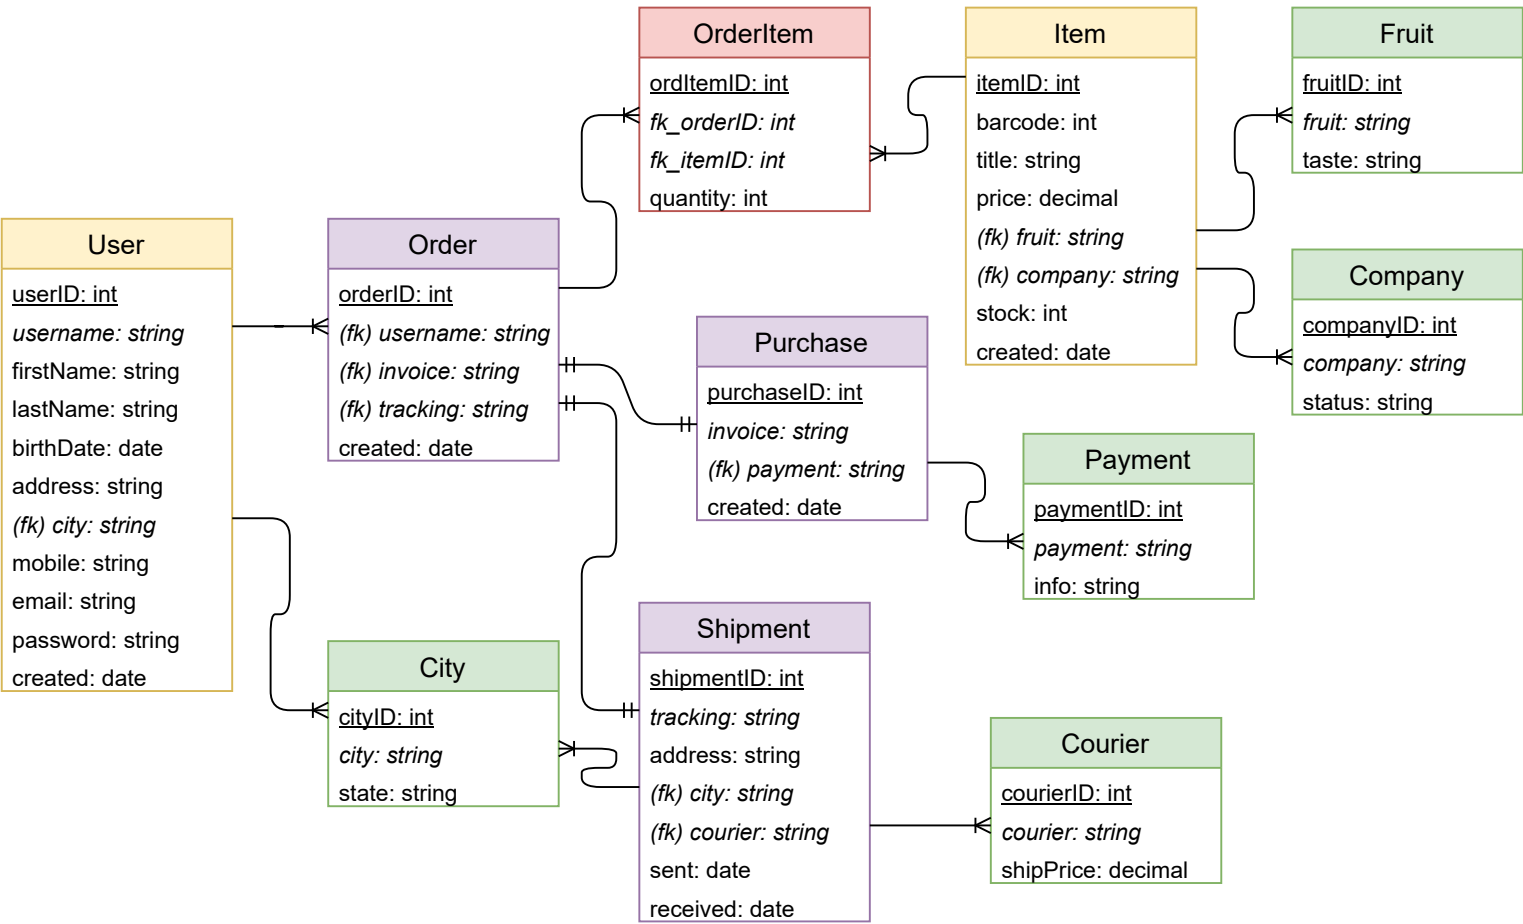 OrderItem
ordItemID: int
fk_orderID: int
fk_itemID: int
quantity: int
Item
itemID: int
barcode: int
title: string
price: decimal
(fk) fruit: string
(fk) company: string
stock: int
created: date
Fruit
fruitID: int
fruit: string
taste: string
User
userID: int
username: string
firstName: string
lastName: string
birthDate: date
address: string
(fk) city: string
mobile: string
email: string
password: string
created: date
Order
orderID: int
(fk) username: string
(fk) invoice: string
(fk) tracking: string
created: date
Company
companyID: int
company: string
status: string
Purchase
purchaseID: int
invoice: string
(fk) payment: string
created: date
Payment
paymentID: int
payment: string
info: string
City
cityID: int
city: string
state: string
Shipment
shipmentID: int
tracking: string
address: string
(fk) city: string
(fk) courier: string
sent: date
received: date
Courier
courierID: int
courier: string
shipPrice: decimal